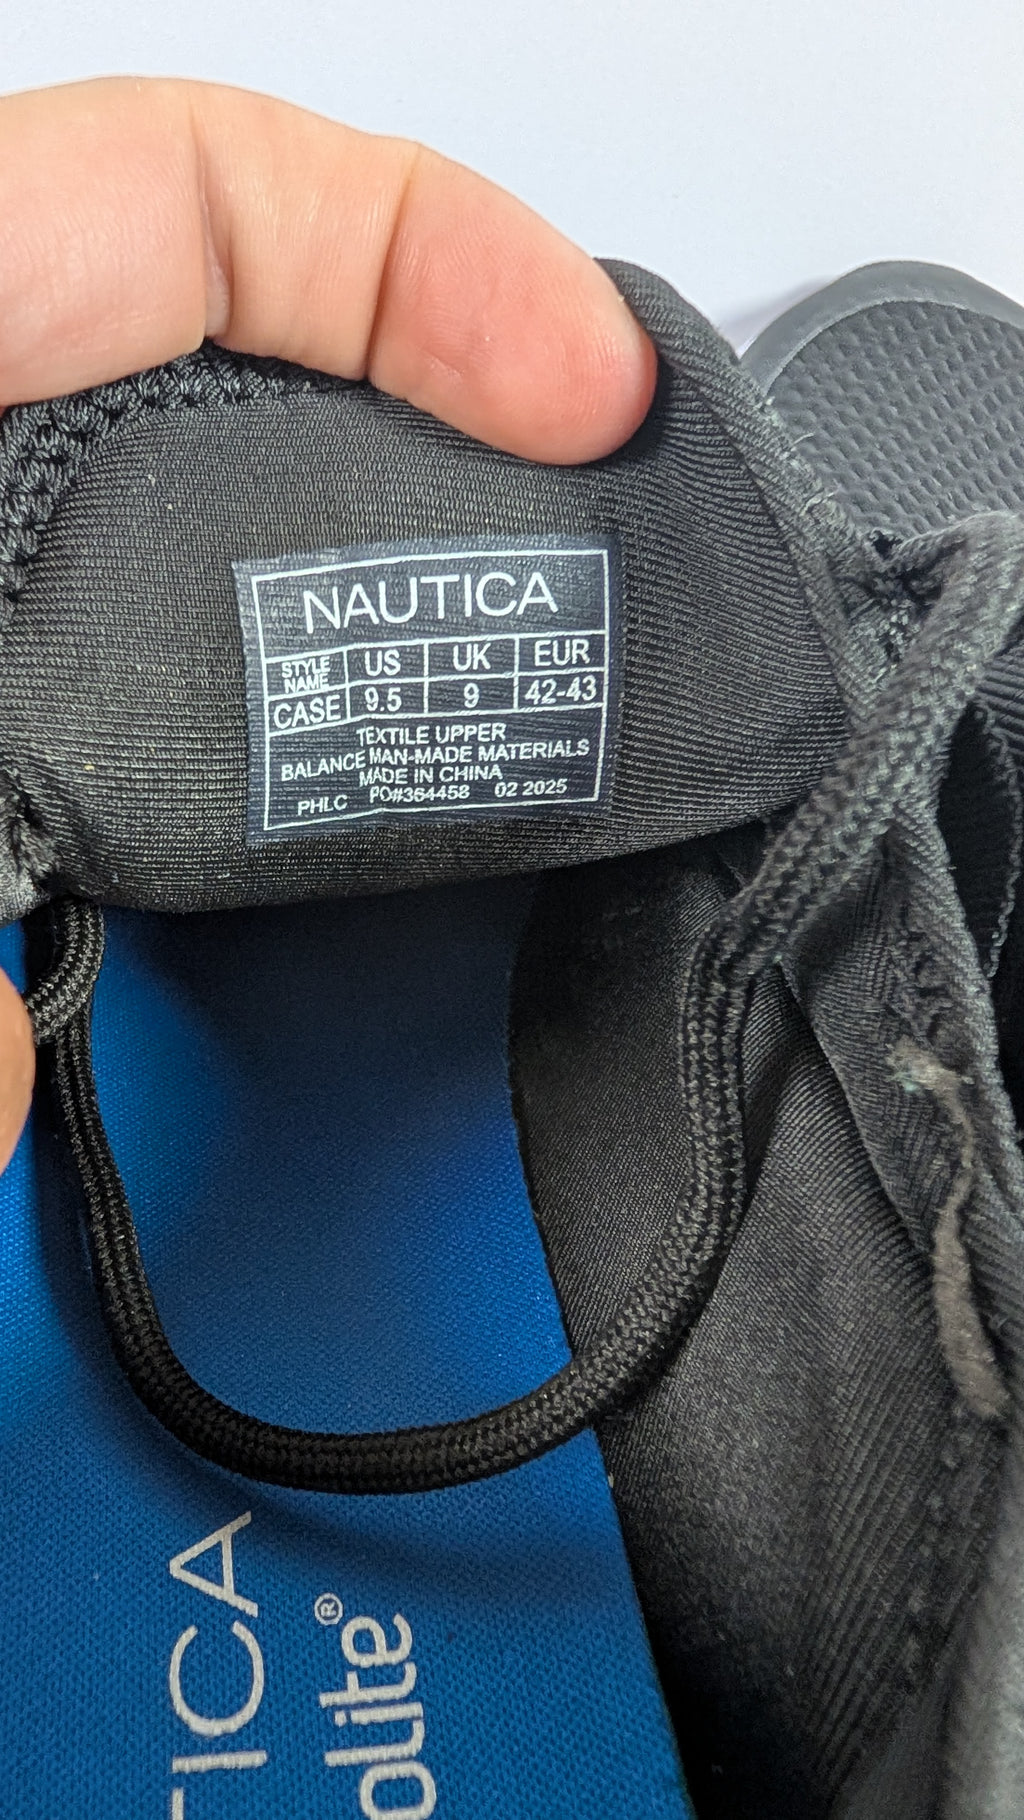 NAUTICA
STYLE NAME US UK EUR
CASE 9.5 9 42-43
TEXTILE UPPER
BALANCE MAN-MADE MATERIALS
MADE IN CHINA
PHLC PO#364458 02 2025
TICA
olite®